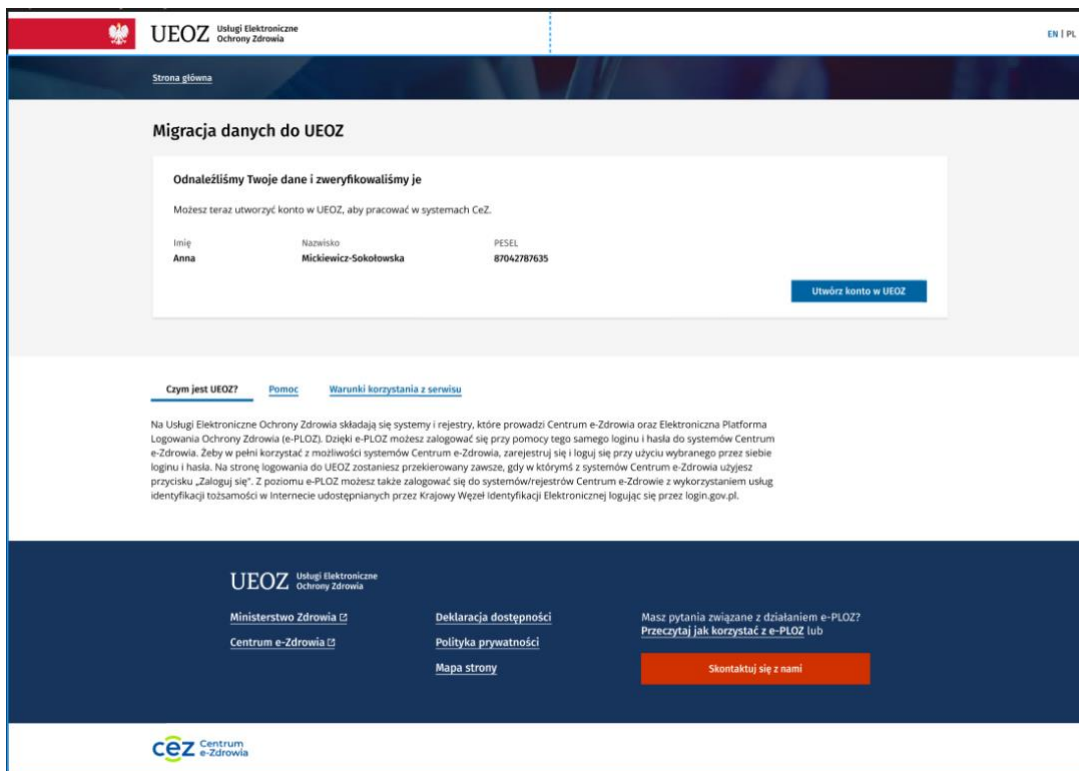 UEOZ Usługi Elektroniczne
Ochrony Zdrowia
EN | PL
Strona główna
Migracja danych do UEOZ
Odnaleźliśmy Twoje dane i zweryfikowaliśmy je
Możesz teraz utworzyć konto w UEOZ, aby pracować w systemach CeZ.
Imię Nazwisko PESEL
Anna Mickiewicz-Sokołowska 87042787635
Utwórz konto w UEOZ
Czym jest UEOZ? Pomoc Warunki korzystania z serwisu
Na Usługi Elektroniczne Ochrony Zdrowia składają się systemy i rejestry, które prowadzi Centrum e-Zdrowia oraz Elektroniczna Platforma
Logowania Ochrony Zdrowia (e-PLOZ). Dzięki e-PLOZ możesz zalogować się przy pomocy tego samego loginu i hasła do systemów Centrum
e-Zdrowia. Żeby w pełni korzystać z możliwości systemów Centrum e-Zdrowia, zarejestruj się i loguj się przy użyciu wybranego przez siebie
loginu i hasła. Na stronę logowania do UEOZ zostaniesz przekierowany zawsze, gdy w którymś z systemów Centrum e-Zdrowia użyjesz
przycisku „Zaloguj się”. Z poziomu e-PLOZ możesz także zalogować się do systemów/rejestrów Centrum e-Zdrowie z wykorzystaniem usług
identyfikacji tożsamości w Internecie udostępnianych przez Krajowy Węzeł Identyfikacji Elektronicznej logując się przez login.gov.pl.
UEOZ Usługi Elektroniczne
Ochrony Zdrowia
Ministerstwo Zdrowia
Centrum e-Zdrowia
Deklaracja dostępności
Polityka prywatności
Mapa strony
Masz pytania związane z działaniem e-PLOZ?
Przeczytaj jak korzystać z e-PLOZ lub
Skontaktuj się z nami
cez Centrum
e-Zdrowia